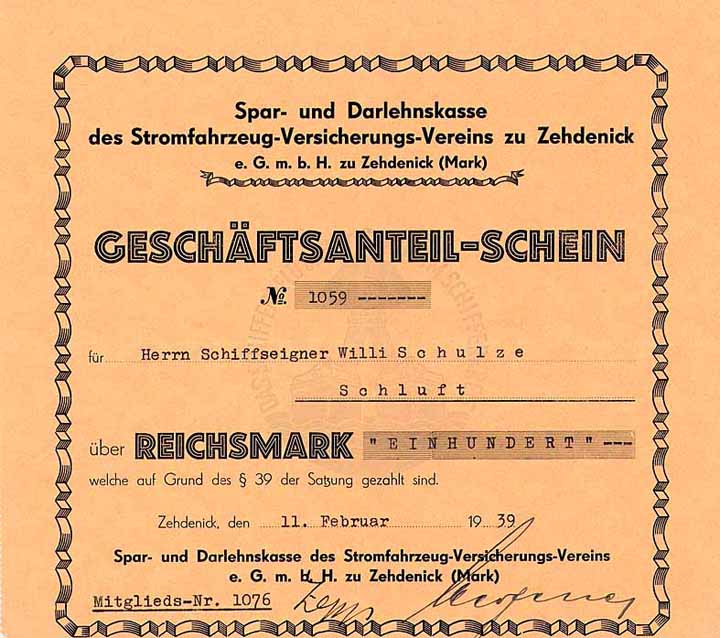 Spar- und Darlehnskasse
des Stromfahrzeug-Versicherungs-Vereins zu Zehdenick
e. G. m. b. H. zu Zehdenick (Mark)
GESCHÄFTSANTEIL-SCHEIN
No. 1059 -------
für Herrn Schiffseigner Willi Schulze
Schluft
über REICHSMARK "EINHUNDERT" ---
welche auf Grund des § 39 der Satzung gezahlt sind.
Zehdenick, den 11. Februar 1939
Spar- und Darlehnskasse des Stromfahrzeug-Versicherungs-Vereins
e. G. m. b. H. zu Zehdenick (Mark)
Mitglieds-Nr. 1076